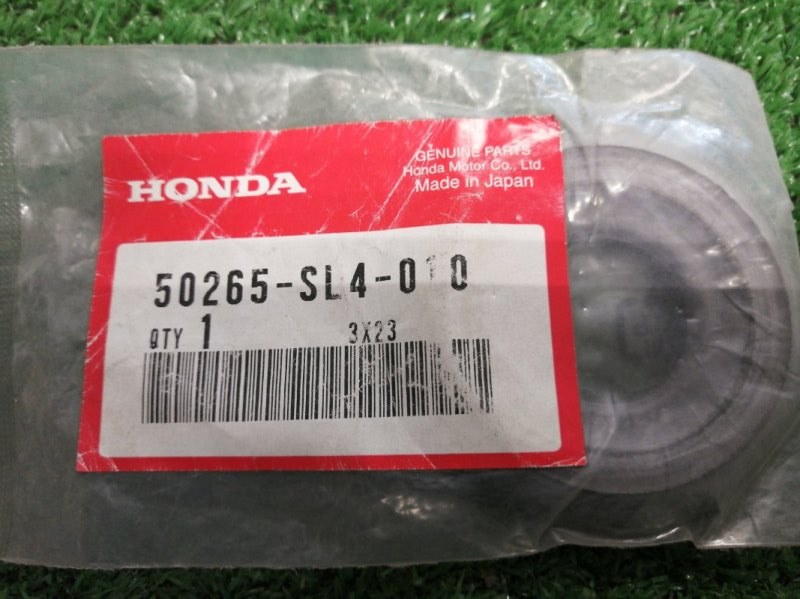 HONDA
GENUINE PARTS
Honda Motor Co., Ltd.
Made in Japan
50265-SL4-010
QTY 1 3X23